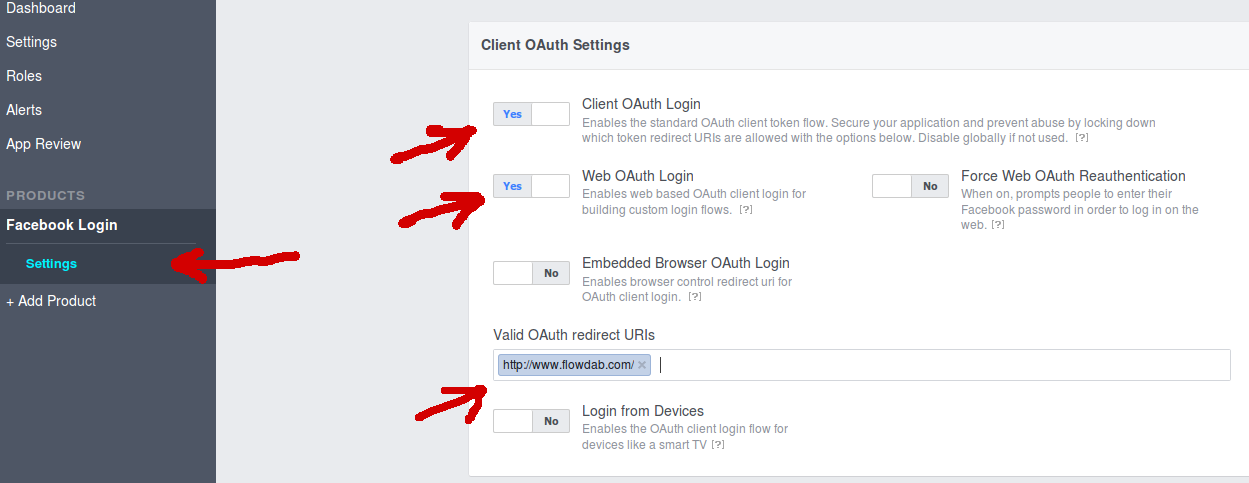 Dashboard
Settings
Roles
Alerts
App Review
PRODUCTS
Facebook Login
Settings
+ Add Product
Client OAuth Settings
Yes
Client OAuth Login
Enables the standard OAuth client token flow. Secure your application and prevent abuse by locking down
which token redirect URIs are allowed with the options below. Disable globally if not used. [?]
Yes
Web OAuth Login
Enables web based OAuth client login for
building custom login flows. [?]
No
Force Web OAuth Reauthentication
When on, prompts people to enter their
Facebook password in order to log in on the
web. [?]
No
Embedded Browser OAuth Login
Enables browser control redirect uri for
OAuth client login. [?]
Valid OAuth redirect URIs
http://www.flowdab.com/ ×
No
Login from Devices
Enables the OAuth client login flow for
devices like a smart TV [?]